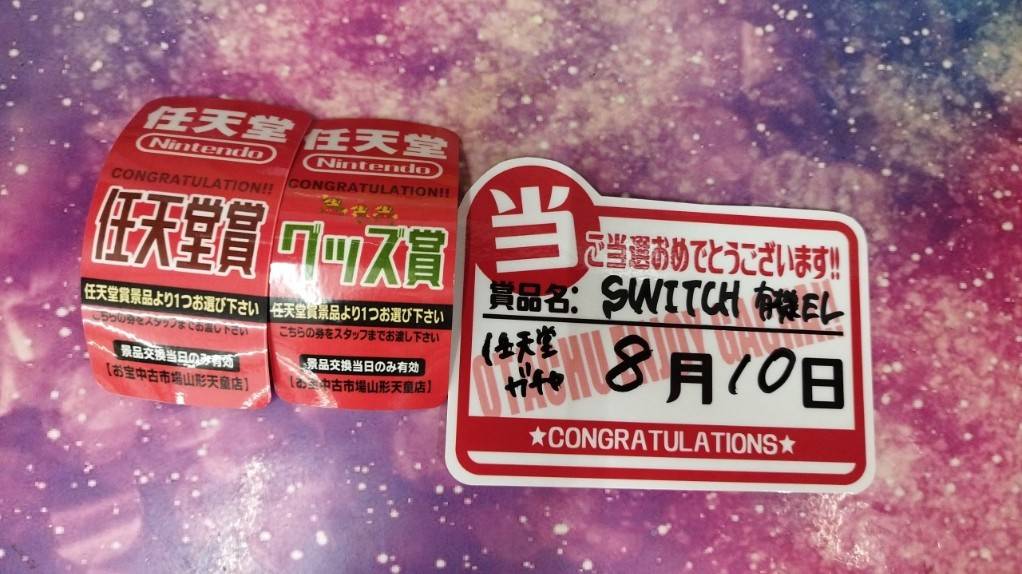 任天堂
Nintendo
CONGRATULATION!!
任天堂賞
任天堂賞景品より1つお選び下さい
こちらの券をスタッフまでお渡し下さい
景品交換当日のみ有効
【お宝中古市場山形天童店】
任天堂
Nintendo
CONGRATULATION!!
グッズ賞
任天堂賞景品より1つお選び下さい
こちらの券をスタッフまでお渡し下さい
景品交換当日のみ有効
【お宝中古市場山形天童店】
当
ご当選おめでとうございます!!
賞品名: SWITCH 有機EL
任天堂
ガチャ
8月10日
★CONGRATULATIONS★